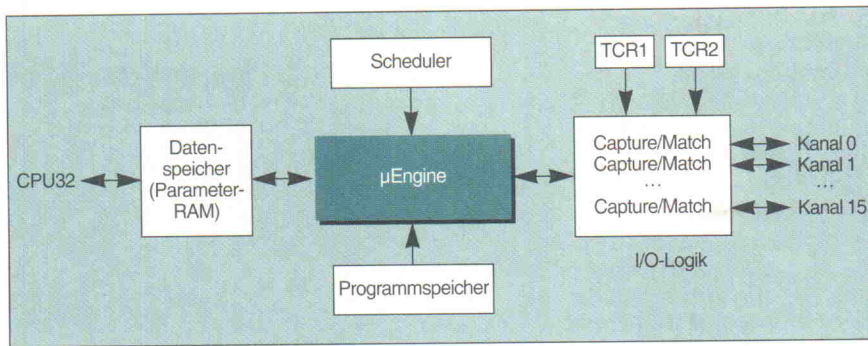 Scheduler
TCR1
TCR2
CPU32
Daten-
speicher
(Parameter-
RAM)
µEngine
Capture/Match
Capture/Match
...
Capture/Match
Kanal 0
Kanal 1
...
Kanal 15
I/O-Logik
Programmspeicher